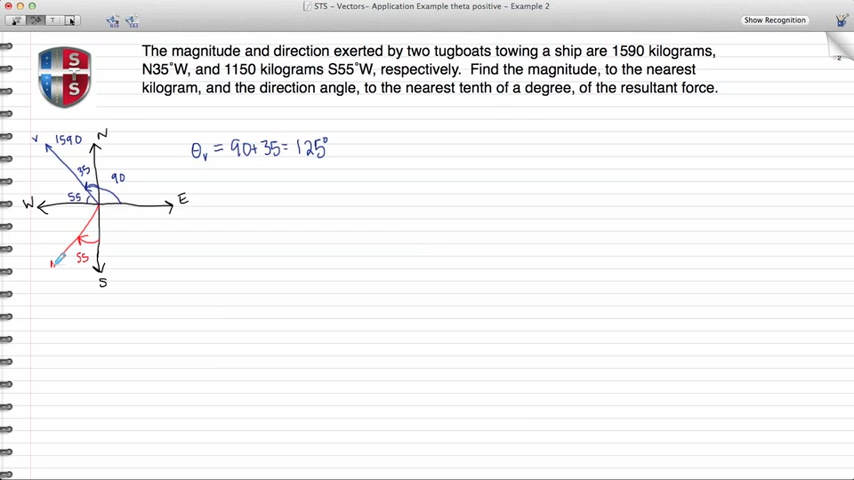 STS - Vectors- Application Example theta positive - Example 2
T
Show Recognition
2
The magnitude and direction exerted by two tugboats towing a ship are 1590 kilograms,
N35˚W, and 1150 kilograms S55˚W, respectively. Find the magnitude, to the nearest
kilogram, and the direction angle, to the nearest tenth of a degree, of the resultant force.
S
T
S
N
v 1590
θv = 90+35= 125°
35
90
55
W
E
55
S